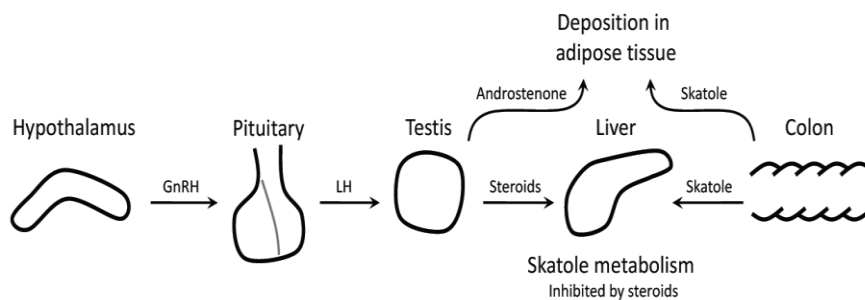 Deposition in
adipose tissue
Androstenone
Skatole
Hypothalamus
Pituitary
Testis
Liver
Colon
GnRH
LH
Steroids
Skatole
Skatole metabolism
Inhibited by steroids